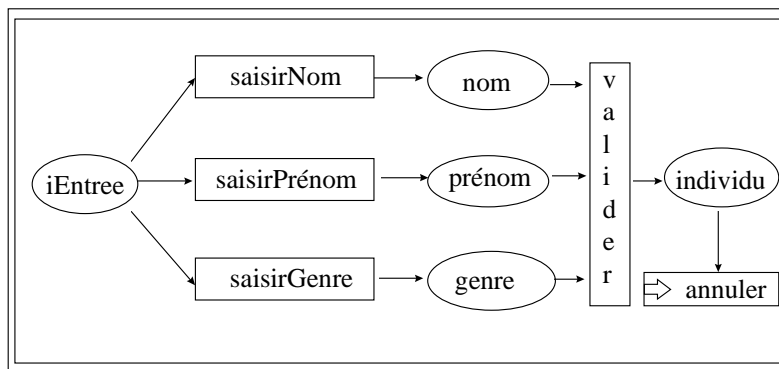 saisirNom
nom
valider
iEntree
saisirPrénom
prénom
individu
saisirGenre
genre
annuler